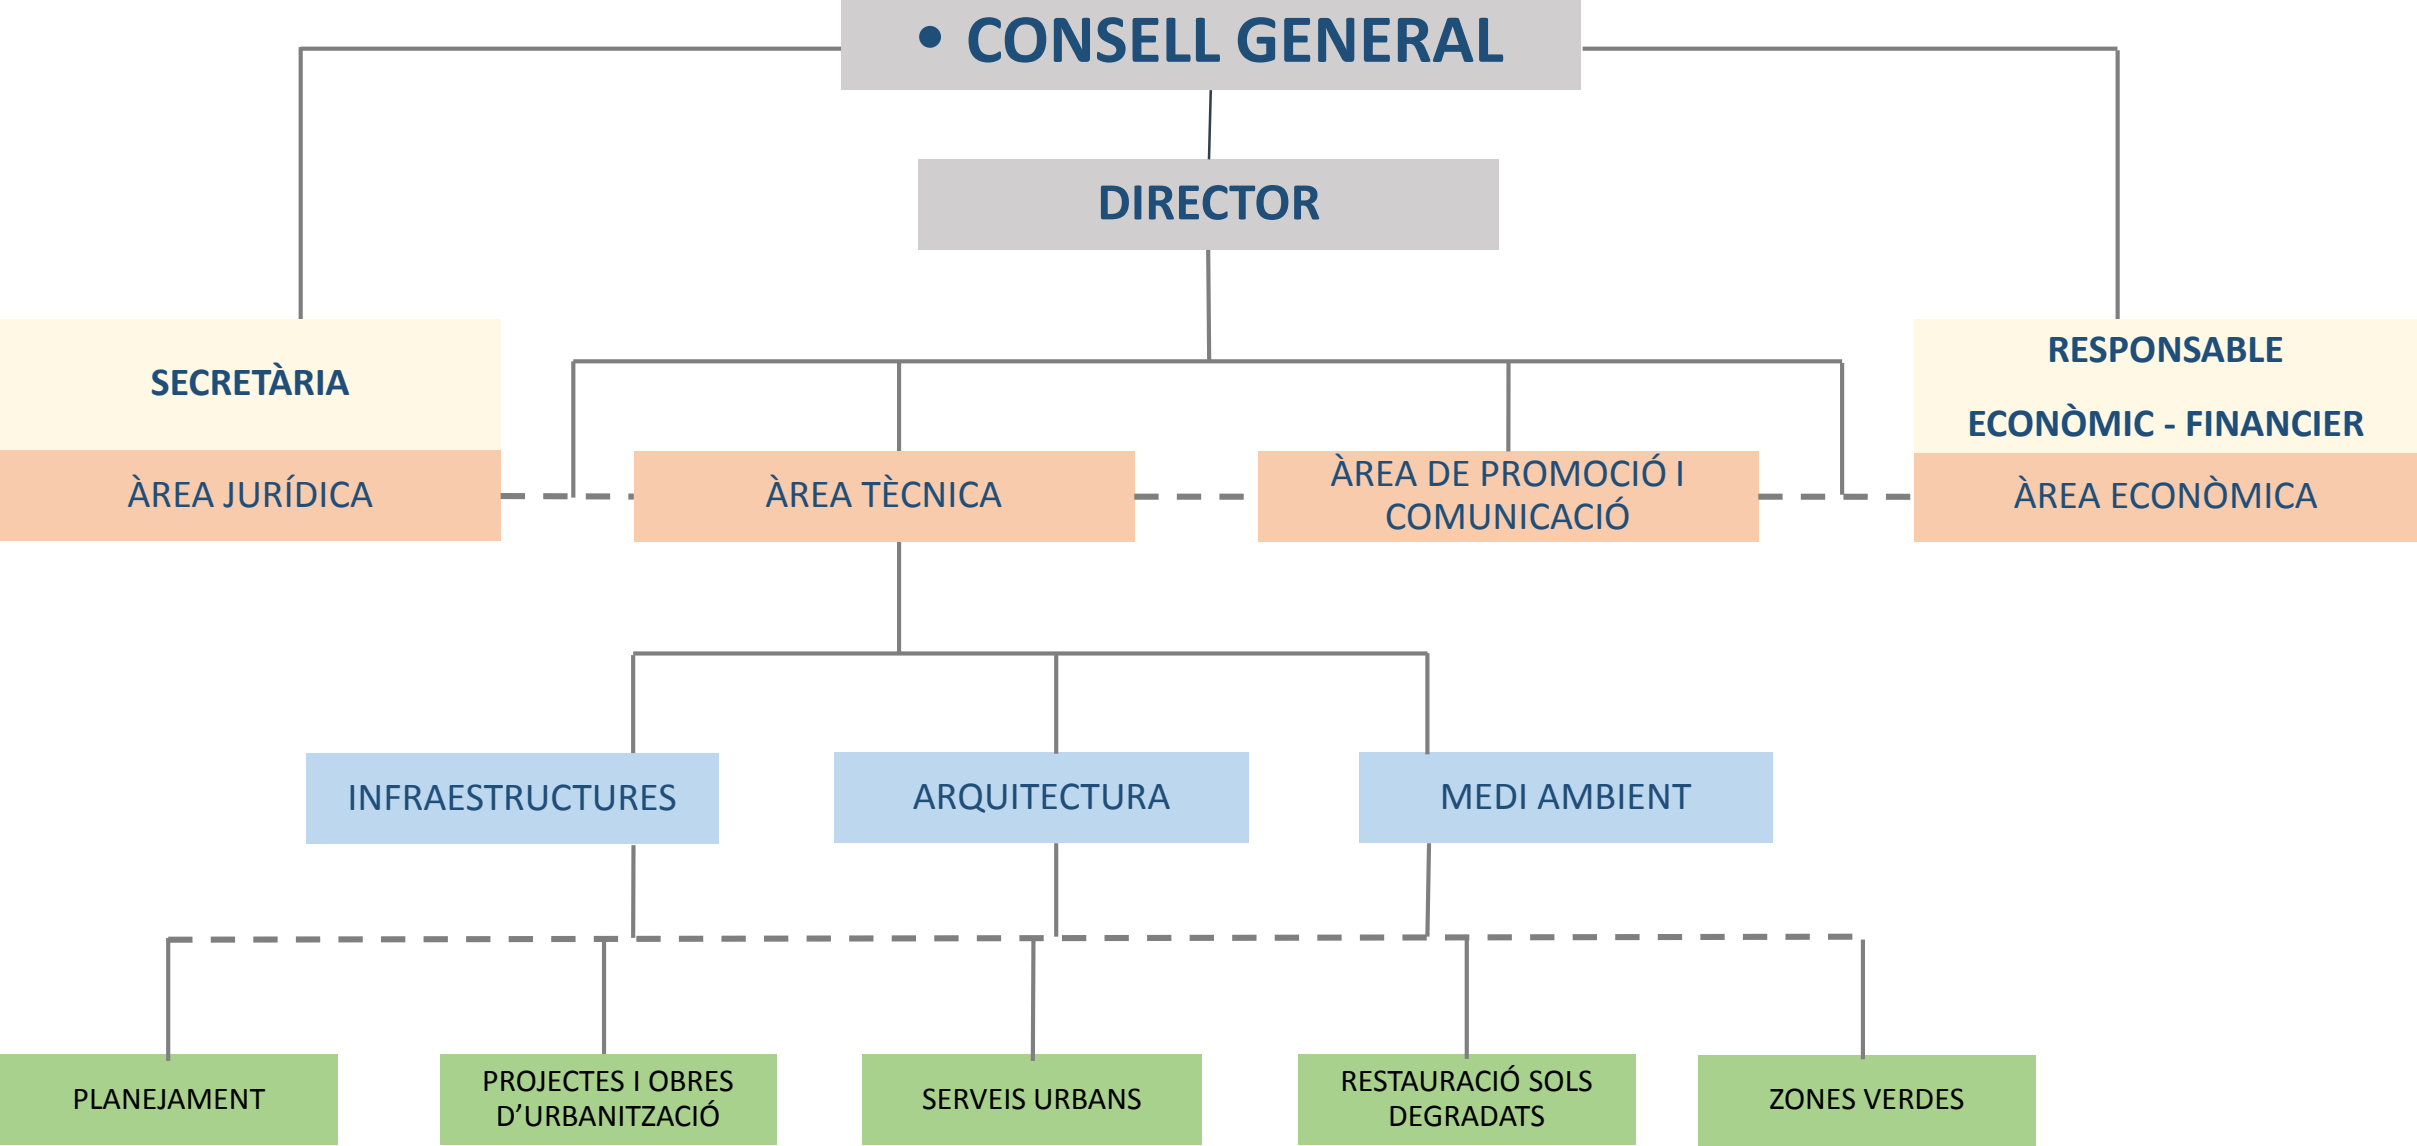 • CONSELL GENERAL
DIRECTOR
SECRETÀRIA
RESPONSABLE
ECONÒMIC - FINANCIER
ÀREA JURÍDICA
ÀREA TÈCNICA
ÀREA DE PROMOCIÓ I
COMUNICACIÓ
ÀREA ECONÒMICA
INFRAESTRUCTURES
ARQUITECTURA
MEDI AMBIENT
PLANEJAMENT
PROJECTES I OBRES
D’URBANITZACIÓ
SERVEIS URBANS
RESTAURACIÓ SOLS
DEGRADATS
ZONES VERDES